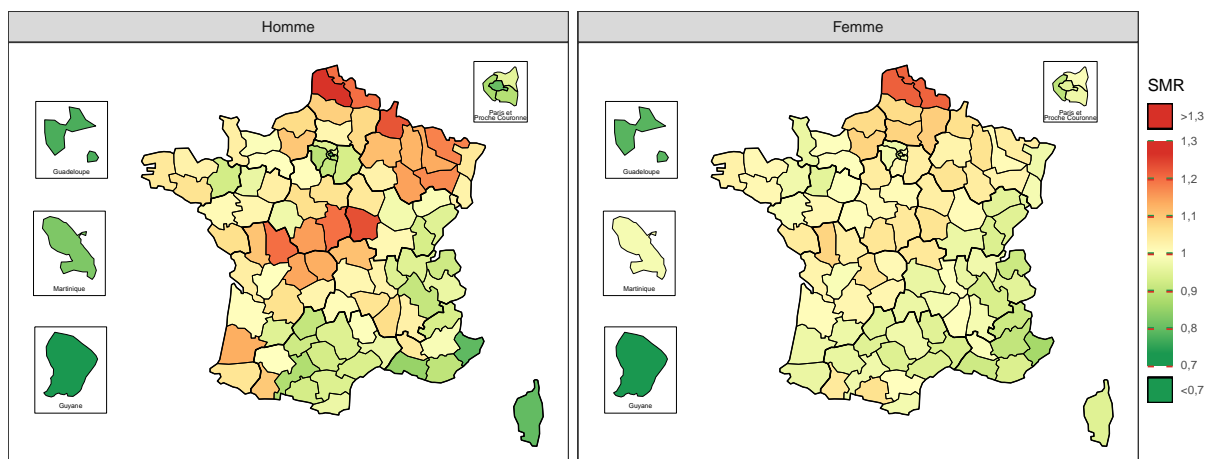 Homme
Femme
Paris et
Proche Couronne
Guadeloupe
Martinique
Guyane
Paris et
Proche Couronne
Guadeloupe
Martinique
Guyane
SMR
>1,3
1,3
1,2
1,1
1
0,9
0,8
0,7
<0,7